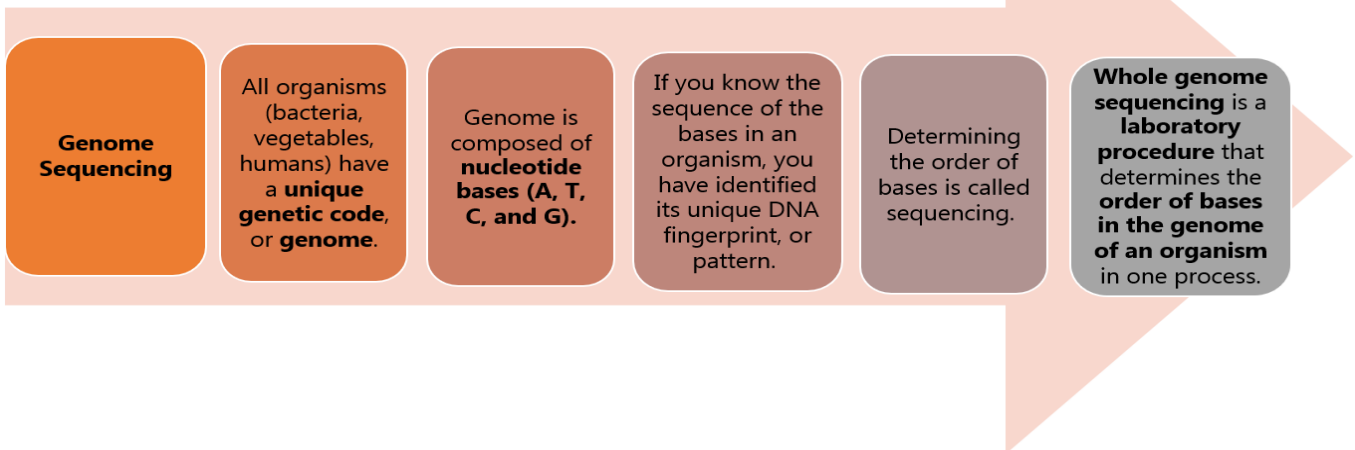 Genome
Sequencing
All organisms
(bacteria,
vegetables,
humans) have
a unique
genetic code,
or genome.
Genome is
composed of
nucleotide
bases (A, T,
C, and G).
If you know the
sequence of the
bases in an
organism, you
have identified
its unique DNA
fingerprint, or
pattern.
Determining
the order of
bases is called
sequencing.
Whole genome
sequencing is a
laboratory
procedure that
determines the
order of bases
in the genome
of an organism
in one process.